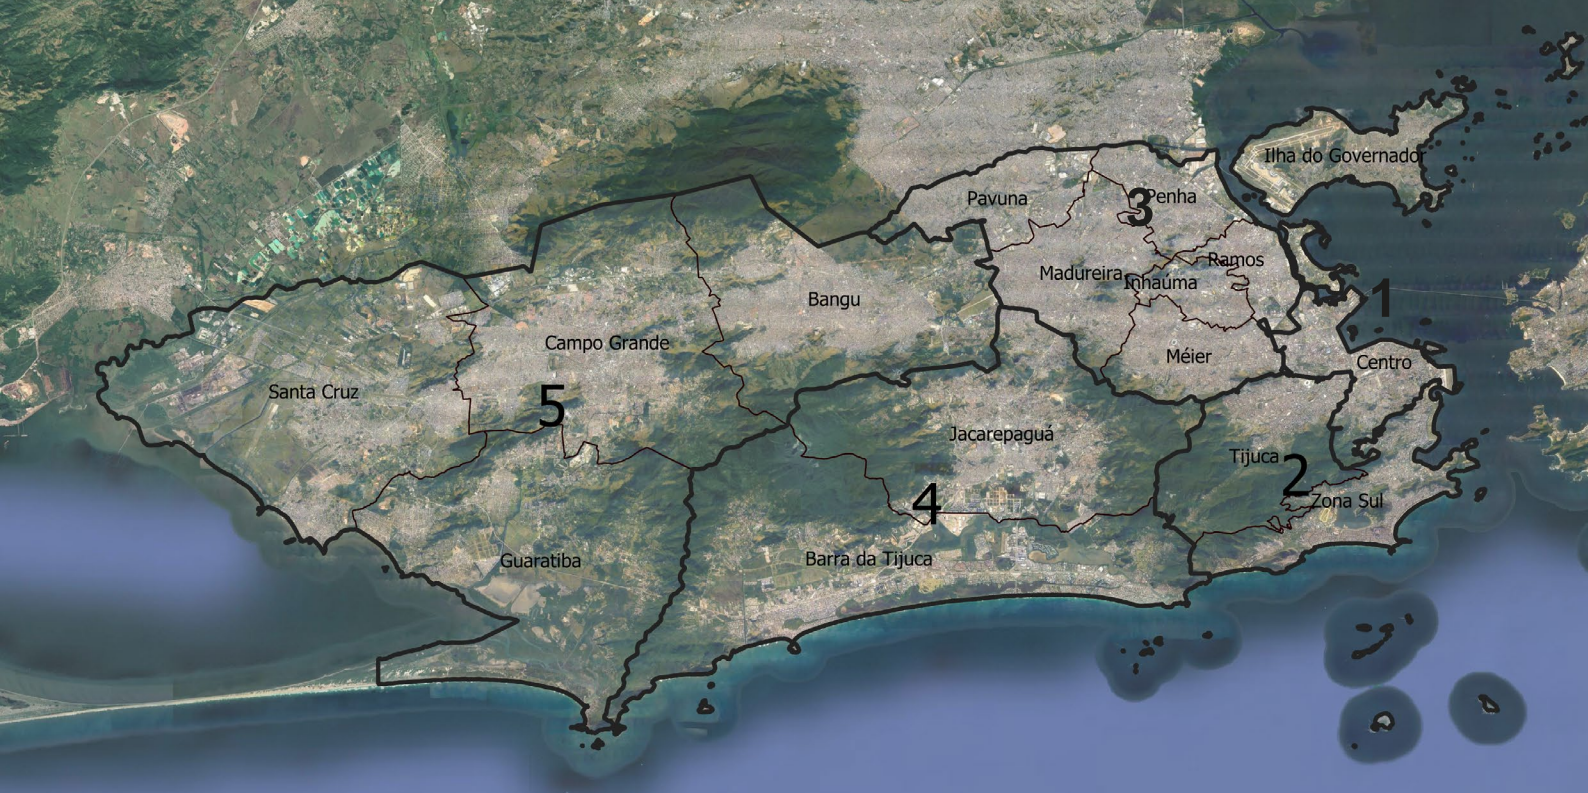 Ilha do Governador
Pavuna
Penha
3
Ramos
Madureira
Inhaúma
Bangu
1
Campo Grande
Méier
Centro
Santa Cruz
5
Jacarepaguá
Tijuca
2
4
Zona Sul
Guaratiba
Barra da Tijuca